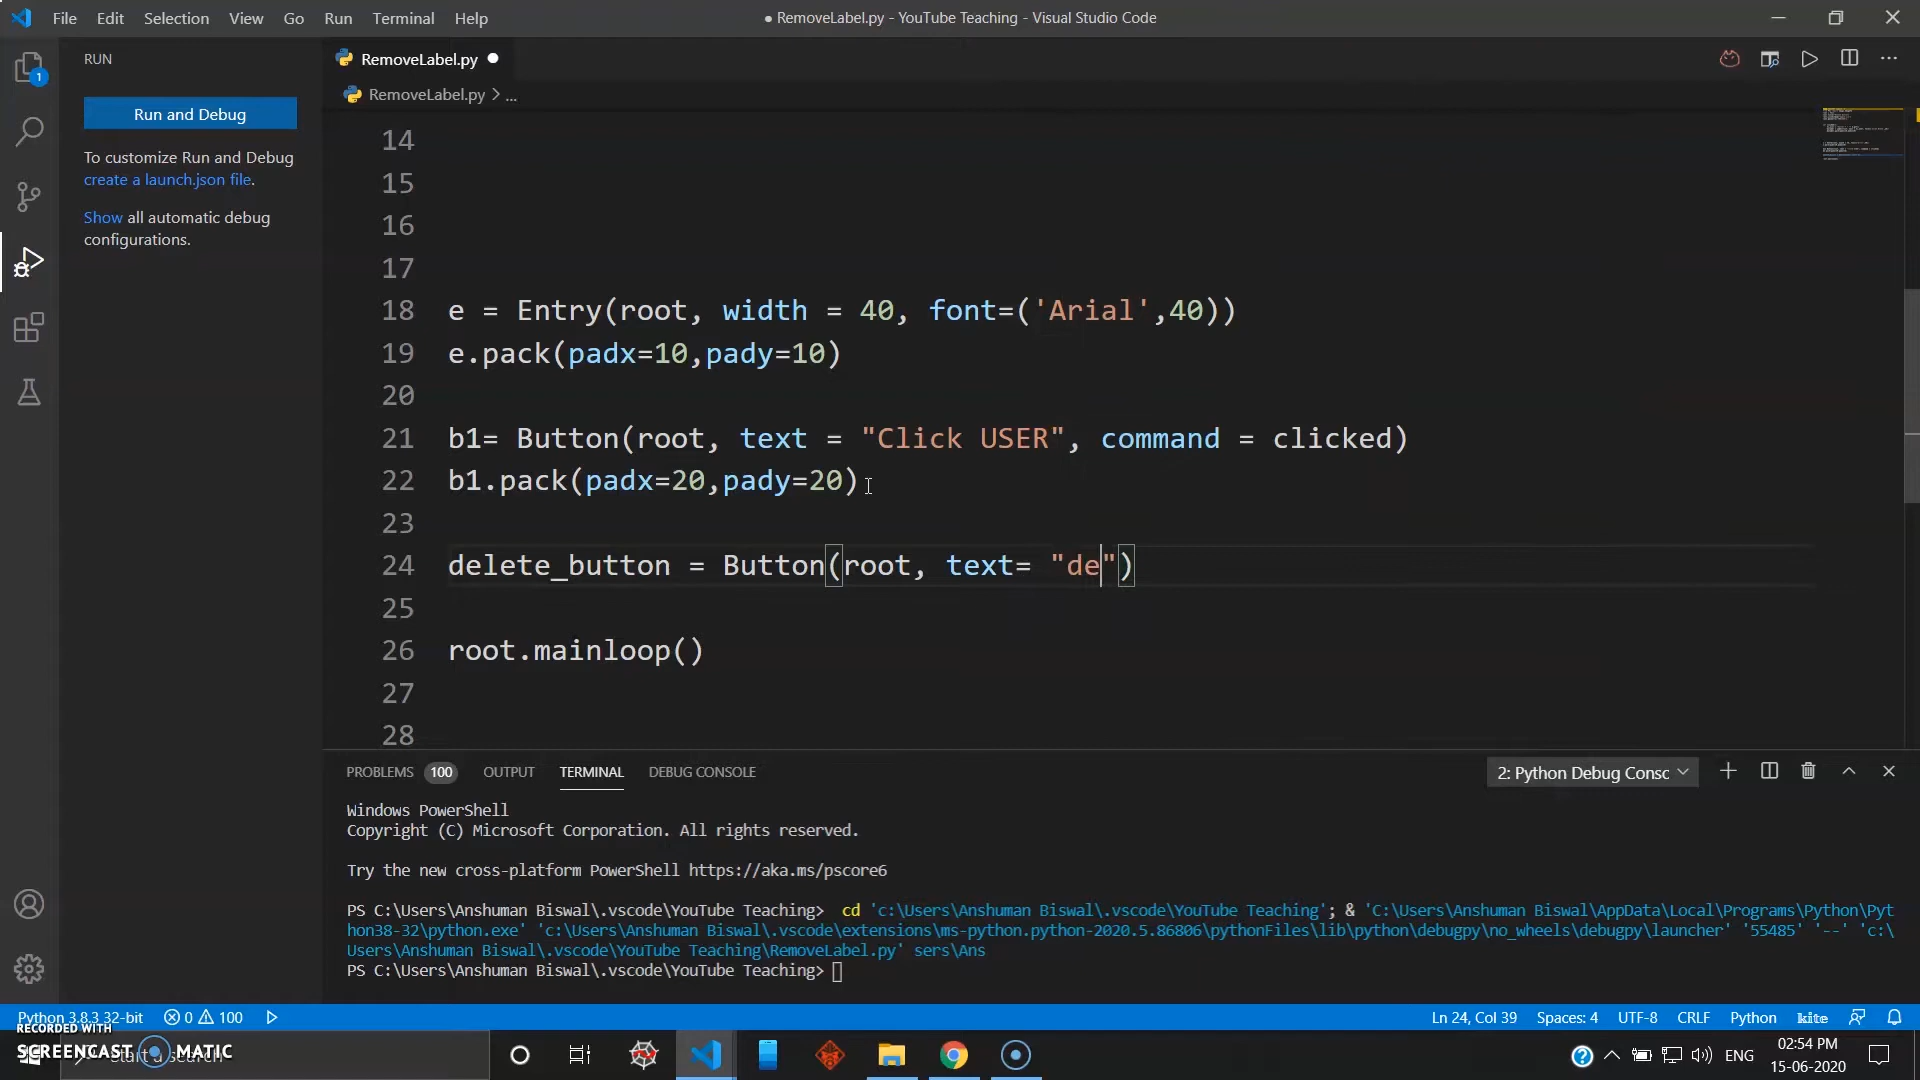 File Edit Selection View Go Run Terminal Help
● RemoveLabel.py - YouTube Teaching - Visual Studio Code
RUN
RemoveLabel.py
1
Run and Debug
RemoveLabel.py > ...
To customize Run and Debug
create a launch.json file.
Show all automatic debug
configurations.
14
15
16
17
18 e = Entry(root, width = 40, font=('Arial',40))
19 e.pack(padx=10,pady=10)
20
21 b1= Button(root, text = "Click USER", command = clicked)
22 b1.pack(padx=20,pady=20)
23
24 delete_button = Button(root, text= "de")
25
26 root.mainloop()
27
28
PROBLEMS 100 OUTPUT TERMINAL DEBUG CONSOLE
2: Python Debug Consc
Windows PowerShell
Copyright (C) Microsoft Corporation. All rights reserved.
Try the new cross-platform PowerShell https://aka.ms/pscore6
PS C:\Users\Anshuman Biswal\.vscode\YouTube Teaching> cd 'c:\Users\Anshuman Biswal\.vscode\YouTube Teaching'; & 'C:\Users\Anshuman Biswal\AppData\Local\Programs\Python\Pyt
hon38-32\python.exe' 'c:\Users\Anshuman Biswal\.vscode\extensions\ms-python.python-2020.5.86806\pythonFiles\lib\python\debugpy\no_wheels\debugpy\launcher' '55485' '--' 'c:\
Users\Anshuman Biswal\.vscode\YouTube Teaching\RemoveLabel.py' sers\Ans
PS C:\Users\Anshuman Biswal\.vscode\YouTube Teaching>
Python 3.8.3 32-bit 0 100
Ln 24, Col 39 Spaces: 4 UTF-8 CRLF Python kite
RECORDED WITH
SCREENCAST MATIC
ENG
02:54 PM
15-06-2020